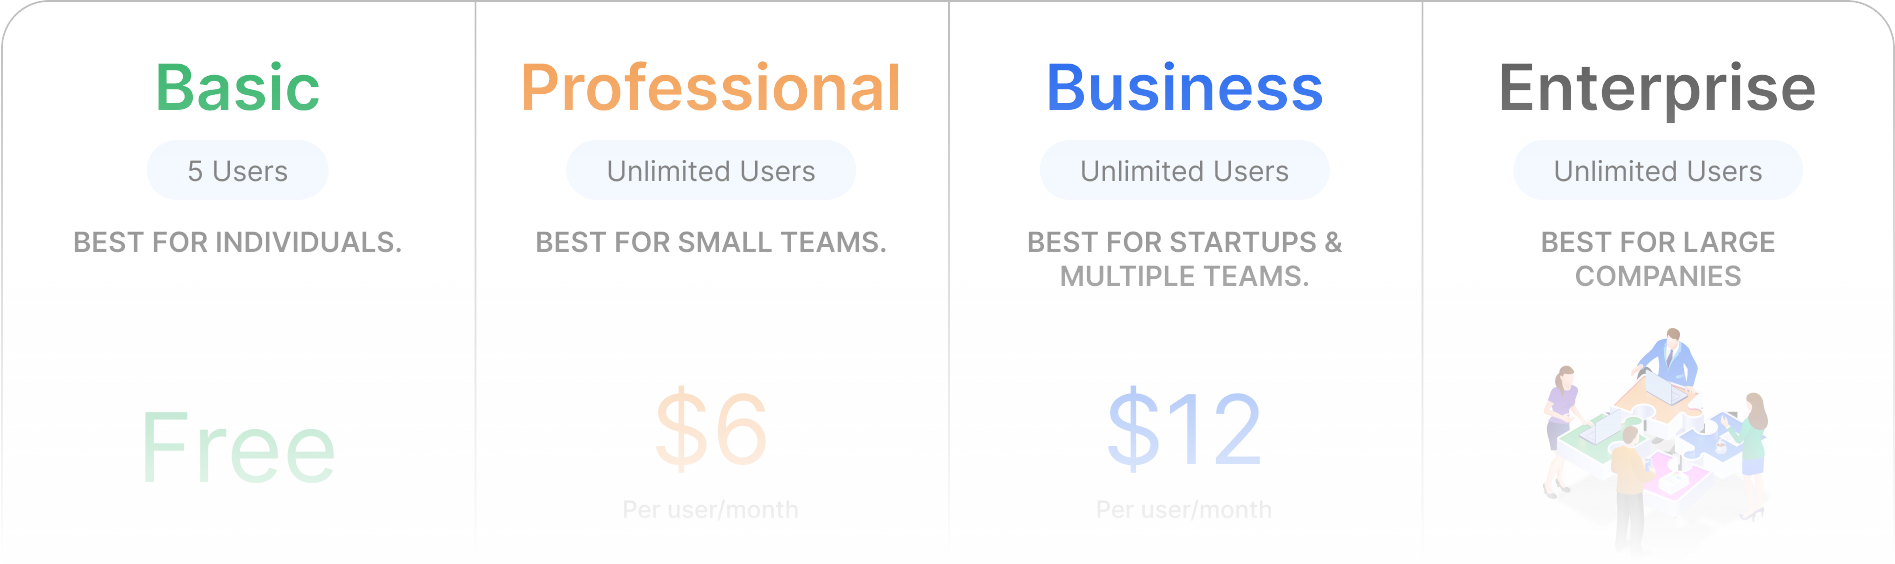 Basic
5 Users
BEST FOR INDIVIDUALS.
Free
Professional
Unlimited Users
BEST FOR SMALL TEAMS.
$6
Per user/month
Business
Unlimited Users
BEST FOR STARTUPS &
MULTIPLE TEAMS.
$12
Per user/month
Enterprise
Unlimited Users
BEST FOR LARGE
COMPANIES